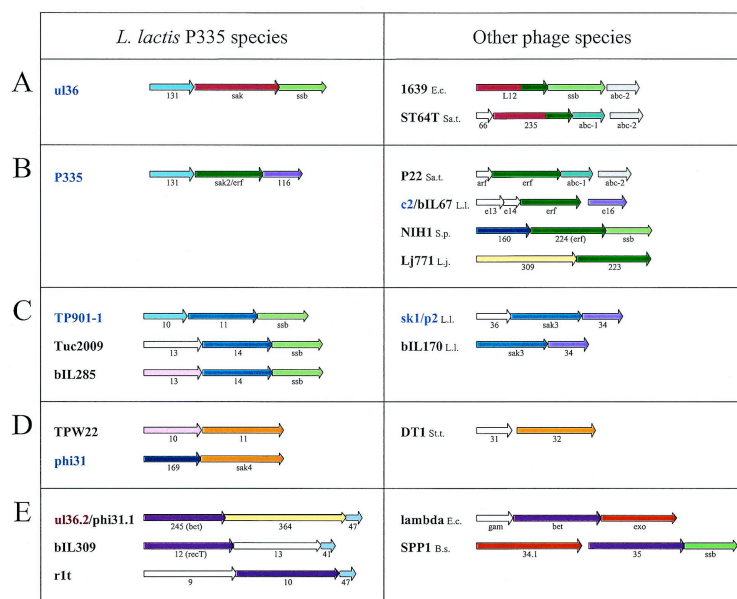 L. lactis P335 species
Other phage species
A
ul36
131 sak ssb
1639 E.c.
L12 ssb abc-2
ST64T Sa.t.
66 235 abc-1 abc-2
B
P335
131 sak2/erf 116
P22 Sa.t.
arf erf abc-1 abc-2
c2/bIL67 L.l.
e13 e14 erf e16
NIH1 S.p.
160 224 (erf) ssb
Lj771 L.j.
309 223
C
TP901-1
10 11 ssb
Tuc2009
13 14 ssb
bIL285
13 14 ssb
sk1/p2 L.l.
36 sak3 34
bIL170 L.l.
sak3 34
D
TPW22
10 11
phi31
169 sak4
DT1 St.t.
31 32
E
ul36.2/phi31.1
245 (bet) 364 47
bIL309
12 (recT) 13 41
r1t
9 10 47
lambda E.c.
gam bet exo
SPP1 B.s.
34.1 35 ssb